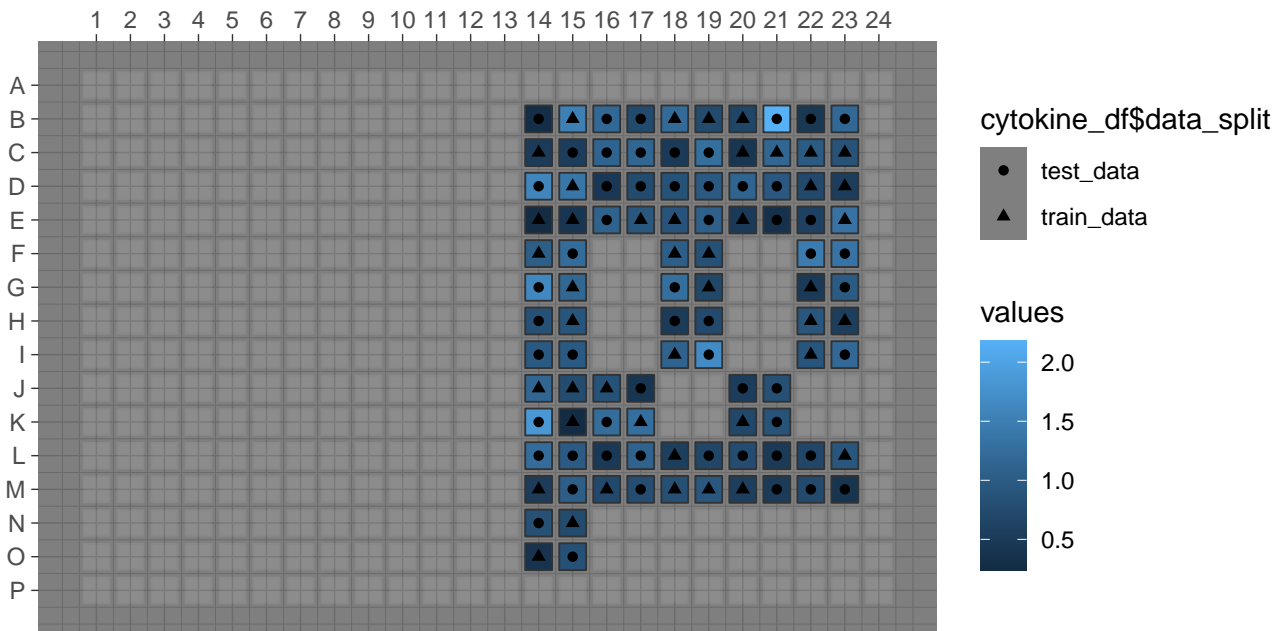 1 2 3 4 5 6 7 8 9 10 11 12 13 14 15 16 17 18 19 20 21 22 23 24
A
B
C
D
E
F
G
H
I
J
K
L
M
N
O
P
cytokine_df$data_split
test_data
train_data
values
2.0
1.5
1.0
0.5